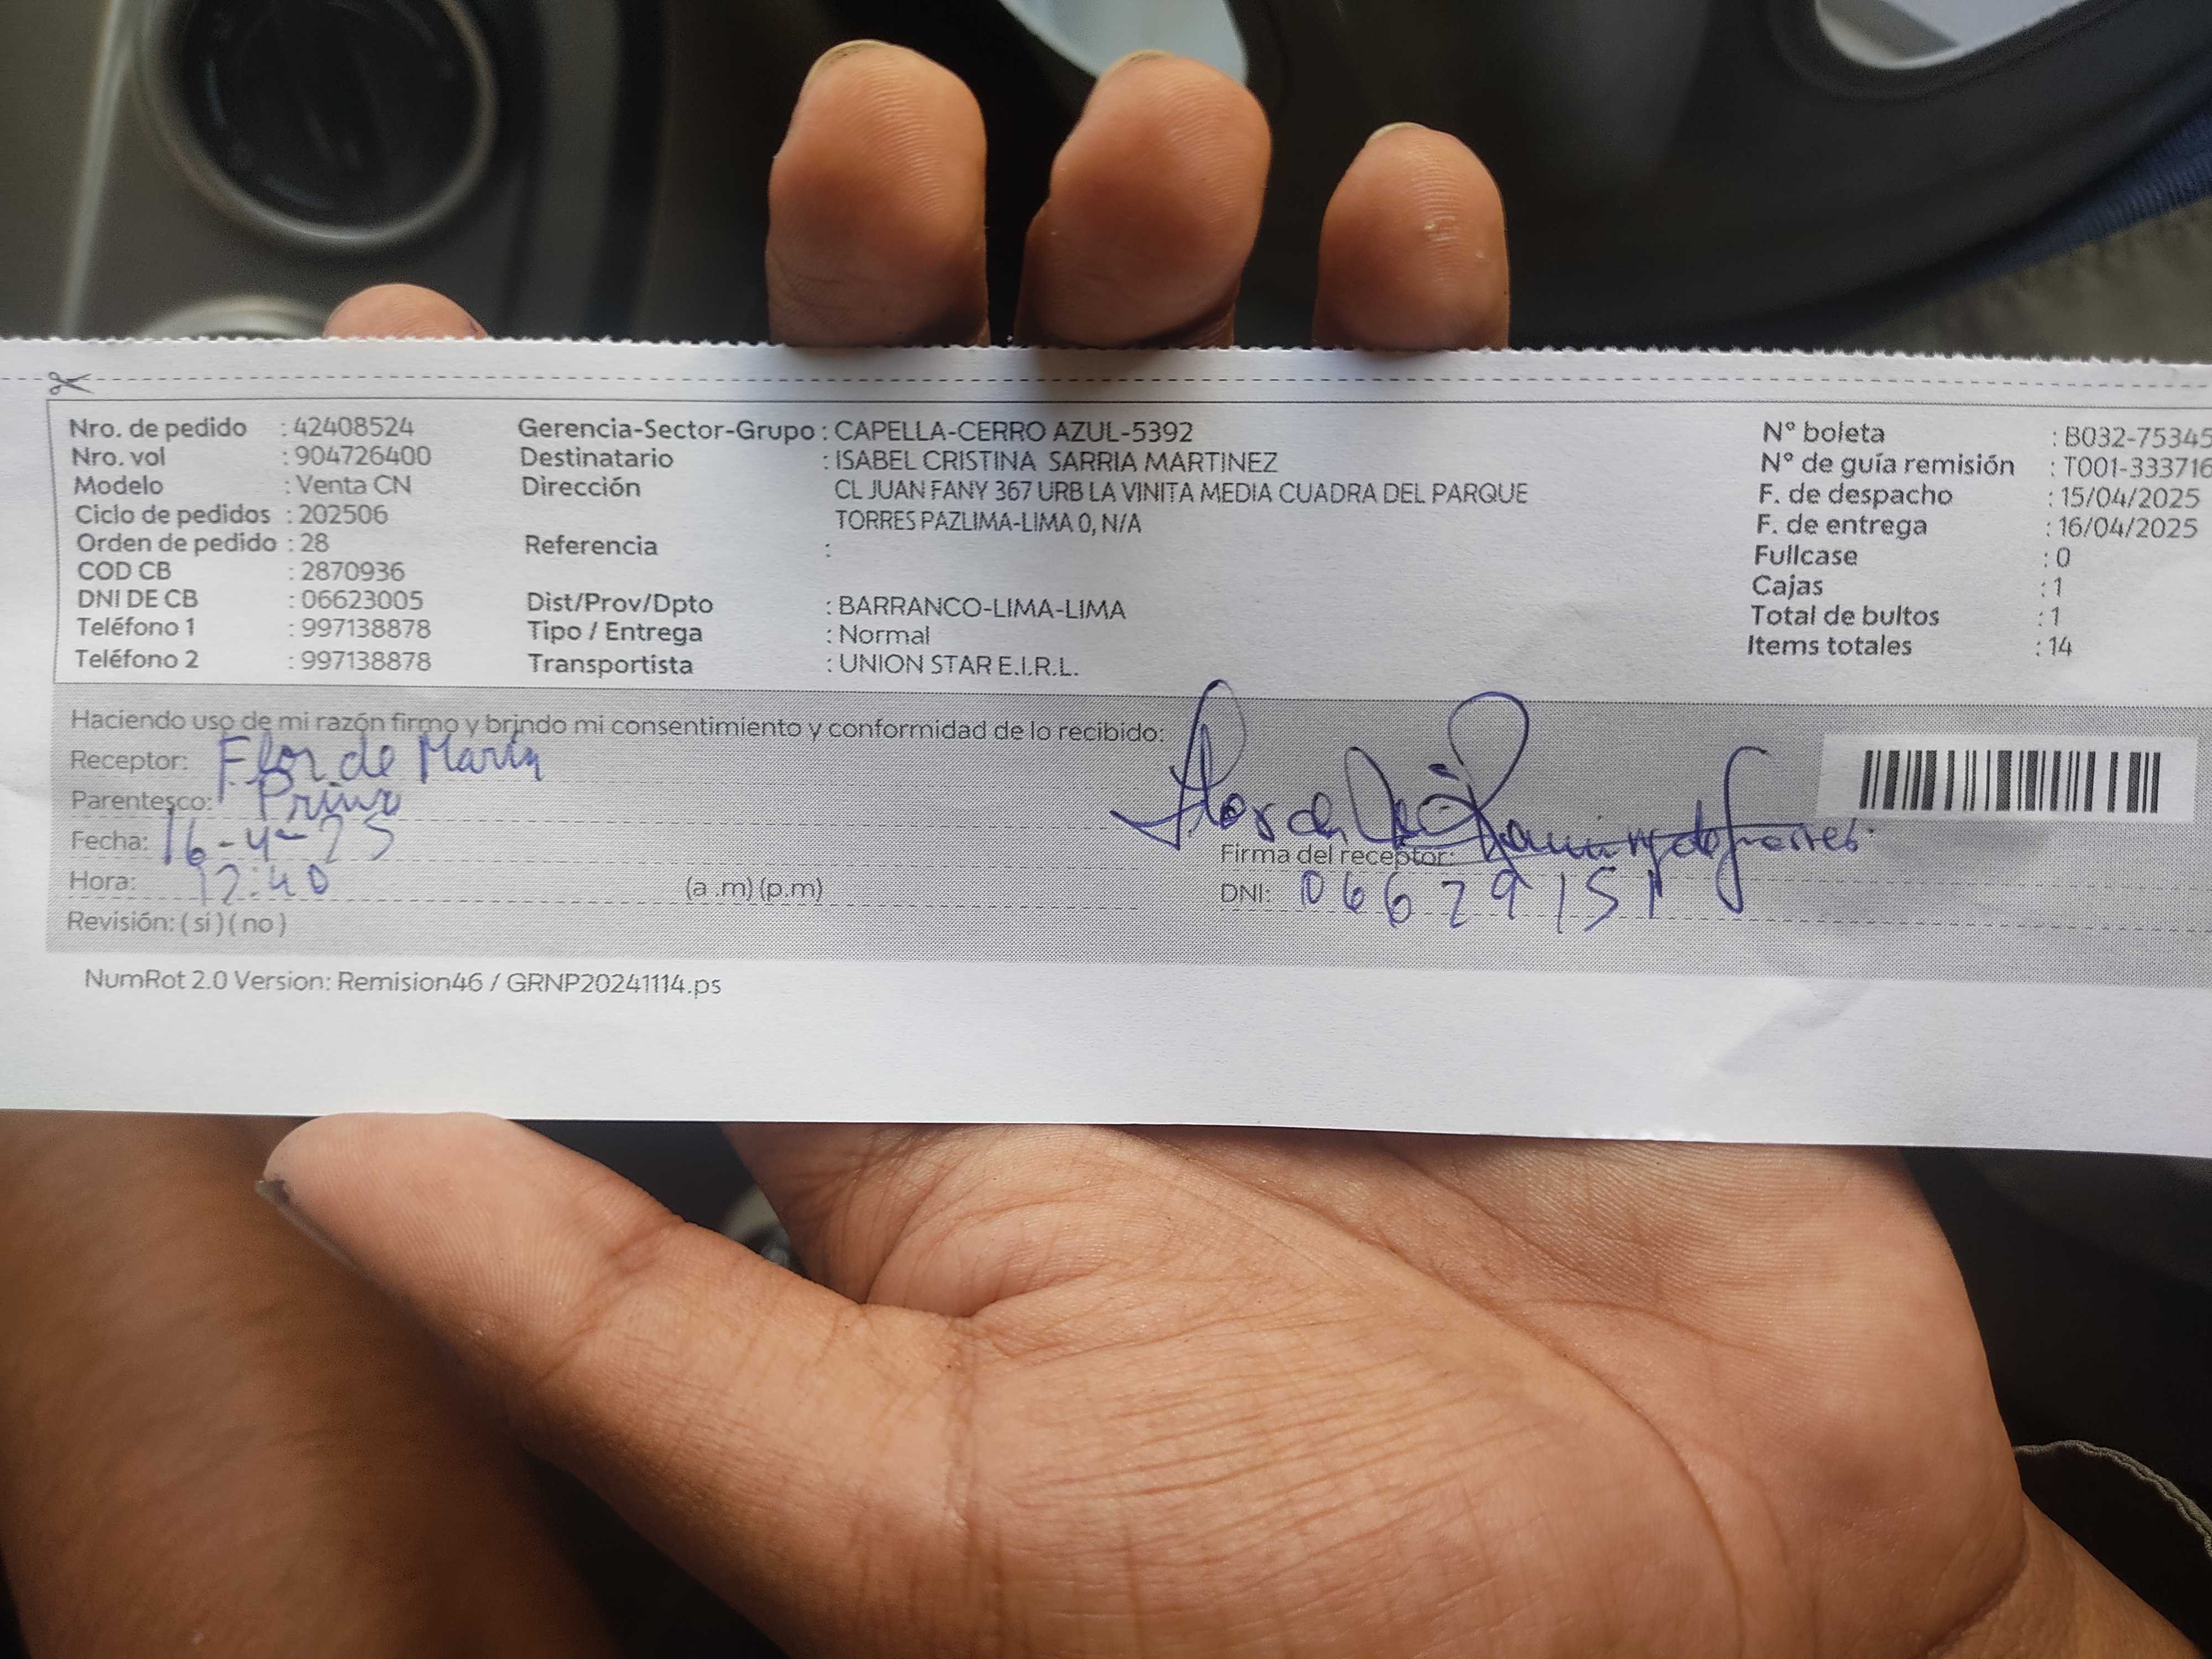 Nro. de pedido : 42408524 Gerencia-Sector-Grupo : CAPELLA-CERRO AZUL-5392 N° boleta : B032-75345
Nro. vol : 904726400 Destinatario : ISABEL CRISTINA SARRIA MARTINEZ N° de guía remisión : T001-333716
Modelo : Venta CN Dirección CL JUAN FANY 367 URB LA VINITA MEDIA CUADRA DEL PARQUE F. de despacho : 15/04/2025
Ciclo de pedidos : 202506 TORRES PAZLIMA-LIMA 0, N/A F. de entrega : 16/04/2025
Orden de pedido : 28 Referencia : Fullcase : 0
COD CB : 2870936 Cajas : 1
DNI DE CB : 06623005 Dist/Prov/Dpto : BARRANCO-LIMA-LIMA Total de bultos : 1
Teléfono 1 : 997138878 Tipo / Entrega : Normal Items totales : 14
Teléfono 2 : 997138878 Transportista : UNION STAR E.I.R.L.
Haciendo uso de mi razón firmo y brindo mi consentimiento y conformidad de lo recibido:
Receptor: Flor de María
Parentesco: Prima
Fecha: 16-4-25 Firma del receptor:
Hora: 12:40 (a .m) (p.m) DNI: 06629151
Revisión: ( si ) ( no )
NumRot 2.0 Version: Remision46 / GRNP20241114.ps